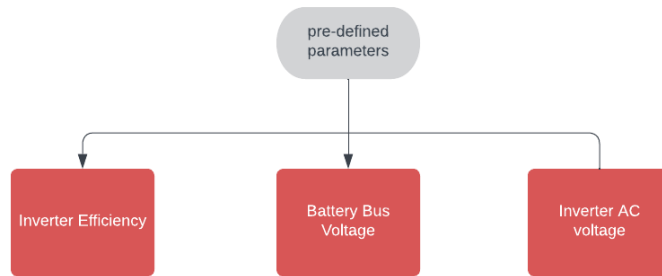 pre-defined
parameters
Inverter Efficiency
Battery Bus
Voltage
Inverter AC
voltage